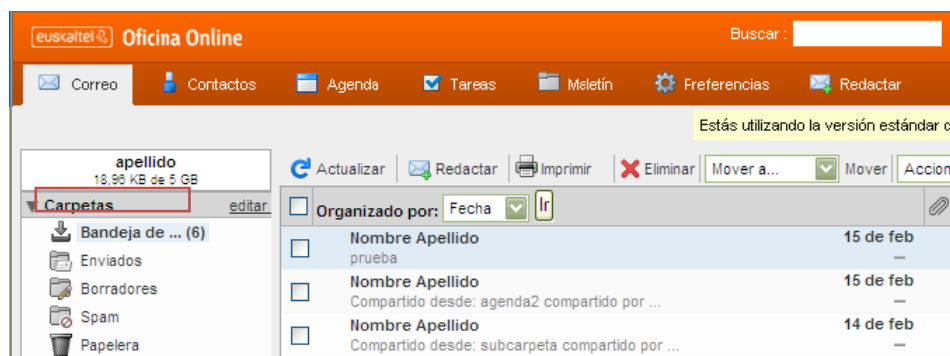 euskaltel Oficina Online
Buscar :
Correo Contactos Agenda Tareas Meletín Preferencias Redactar
Estás utilizando la versión estándar
apellido
18,96 KB de 5 GB
Actualizar Redactar Imprimir Eliminar Mover a... Mover Accion
Carpetas editar
Organizado por: Fecha Ir
Bandeja de ... (6)
Nombre Apellido 15 de feb
prueba
Enviados
Nombre Apellido 15 de feb
Compartido desde: agenda2 compartido por ...
Borradores
Spam
Nombre Apellido 14 de feb
Compartido desde: subcarpeta compartido por ...
Papelera